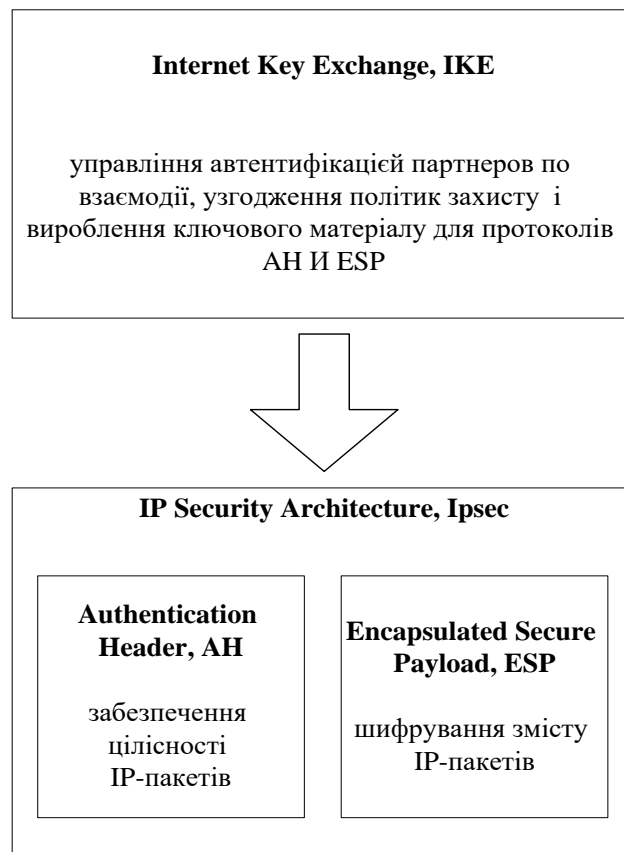 Internet Key Exchange, IKE
управління автентифікацієй партнеров по
взаємодії, узгодження політик захисту і
вироблення ключового матеріалу для протоколів
АН И ESP
IP Security Architecture, Ipsec
Authentication
Header, AH
забезпечення
цілісності
IP-пакетів
Encapsulated Secure
Payload, ESP
шифрування змісту
IP-пакетів